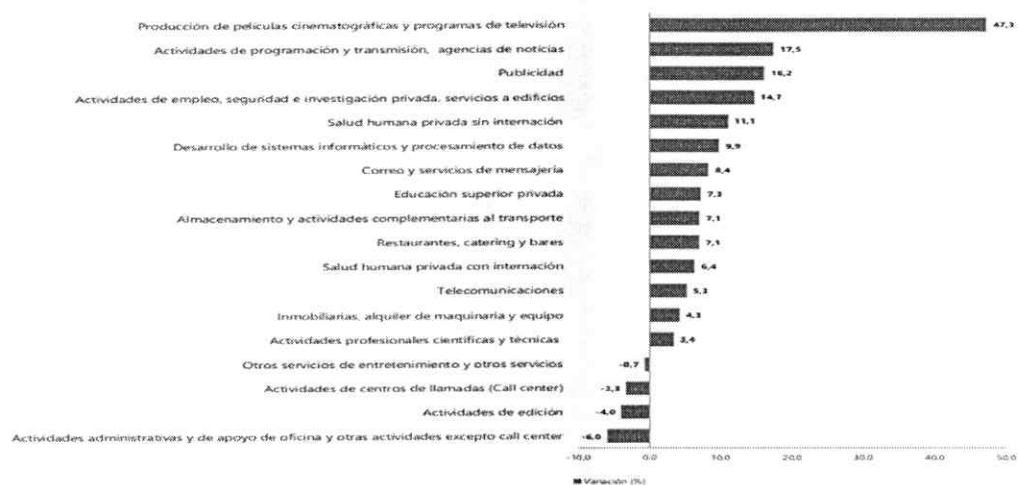 Producción de películas cinematográficas y programas de televisión 47,3
Actividades de programación y transmisión, agencias de noticias 17,5
Publicidad 16,2
Actividades de empleo, seguridad e investigación privada, servicios a edificios 14,7
Salud humana privada sin internación 11,1
Desarrollo de sistemas informáticos y procesamiento de datos 9,9
Correo y servicios de mensajería 8,4
Educación superior privada 7,3
Almacenamiento y actividades complementarias al transporte 7,1
Restaurantes, catering y bares 7,1
Salud humana privada con internación 6,4
Telecomunicaciones 5,3
Inmobiliarias, alquiler de maquinaria y equipo 4,3
Actividades profesionales científicas y técnicas 3,4
Otros servicios de entretenimiento y otros servicios -0,7
Actividades de centros de llamadas (Call center) -3,3
Actividades de edición -4,0
Actividades administrativas y de apoyo de oficina y otras actividades excepto call center -6,0
-10,0 0,0 10,0 20,0 30,0 40,0 50,0
Variación (%)